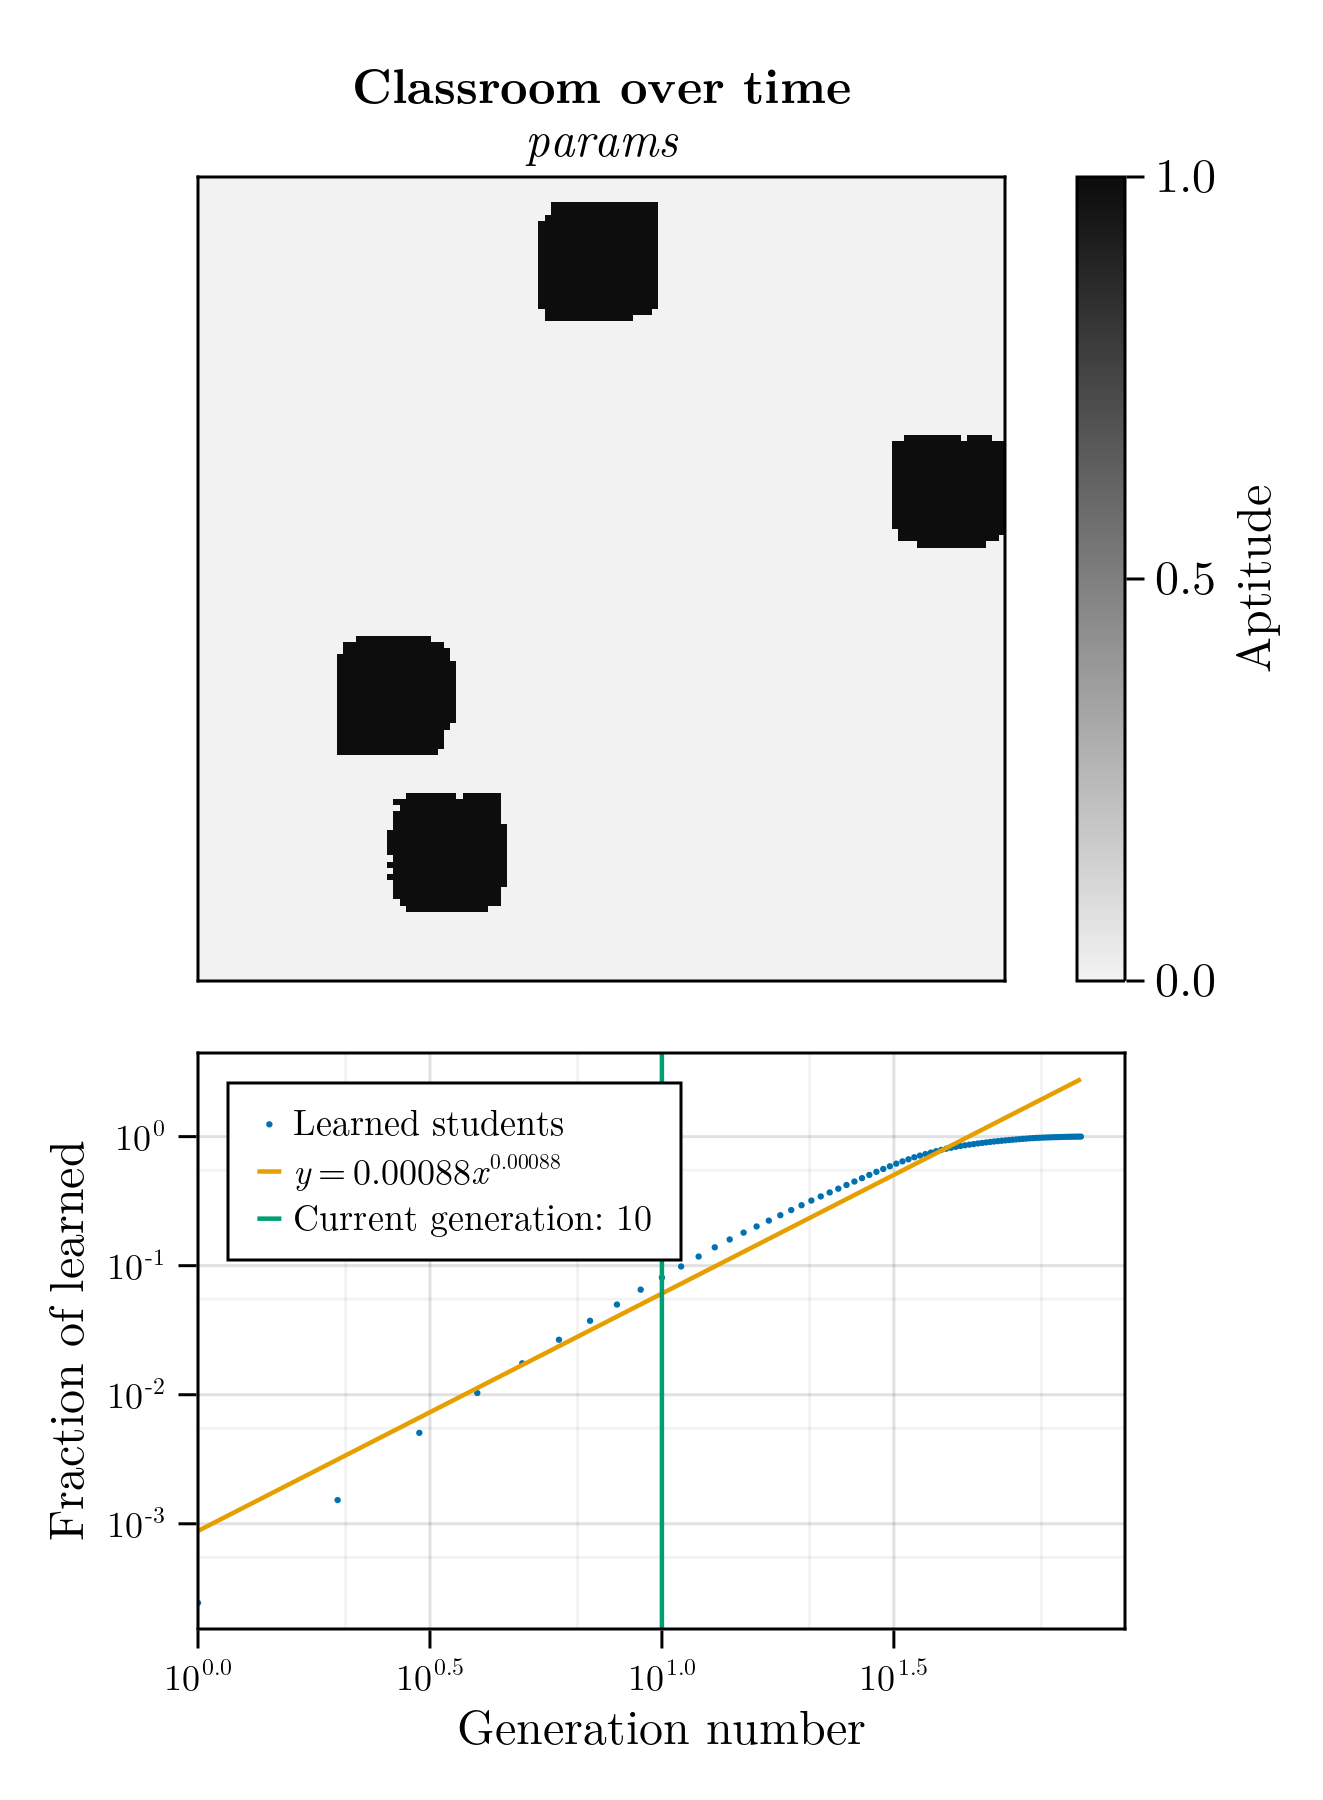 Classroom over time
params
1.0
0.5
0.0
Aptitude
Learned students
y = 0.00088x^0.00088
Current generation: 10
10^0
10^-1
10^-2
10^-3
Fraction of learned
10^0.0 10^0.5 10^1.0 10^1.5
Generation number